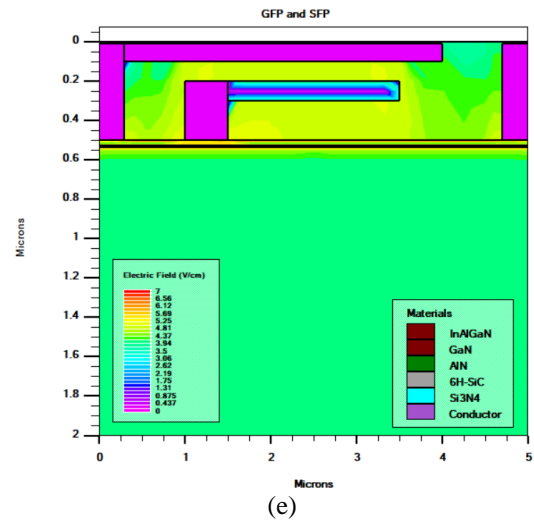 GFP and SFP
0
0.2
0.4
0.6
0.8
1
1.2
1.4
1.6
1.8
2
Microns
Electric Field (V/cm)
7
6.56
6.12
5.69
5.25
4.81
4.37
3.94
3.5
3.06
2.62
2.19
1.75
1.31
0.875
0.437
0
Materials
InAlGaN
GaN
AlN
6H-SiC
Si3N4
Conductor
0 1 2 3 4 5
Microns
(e)